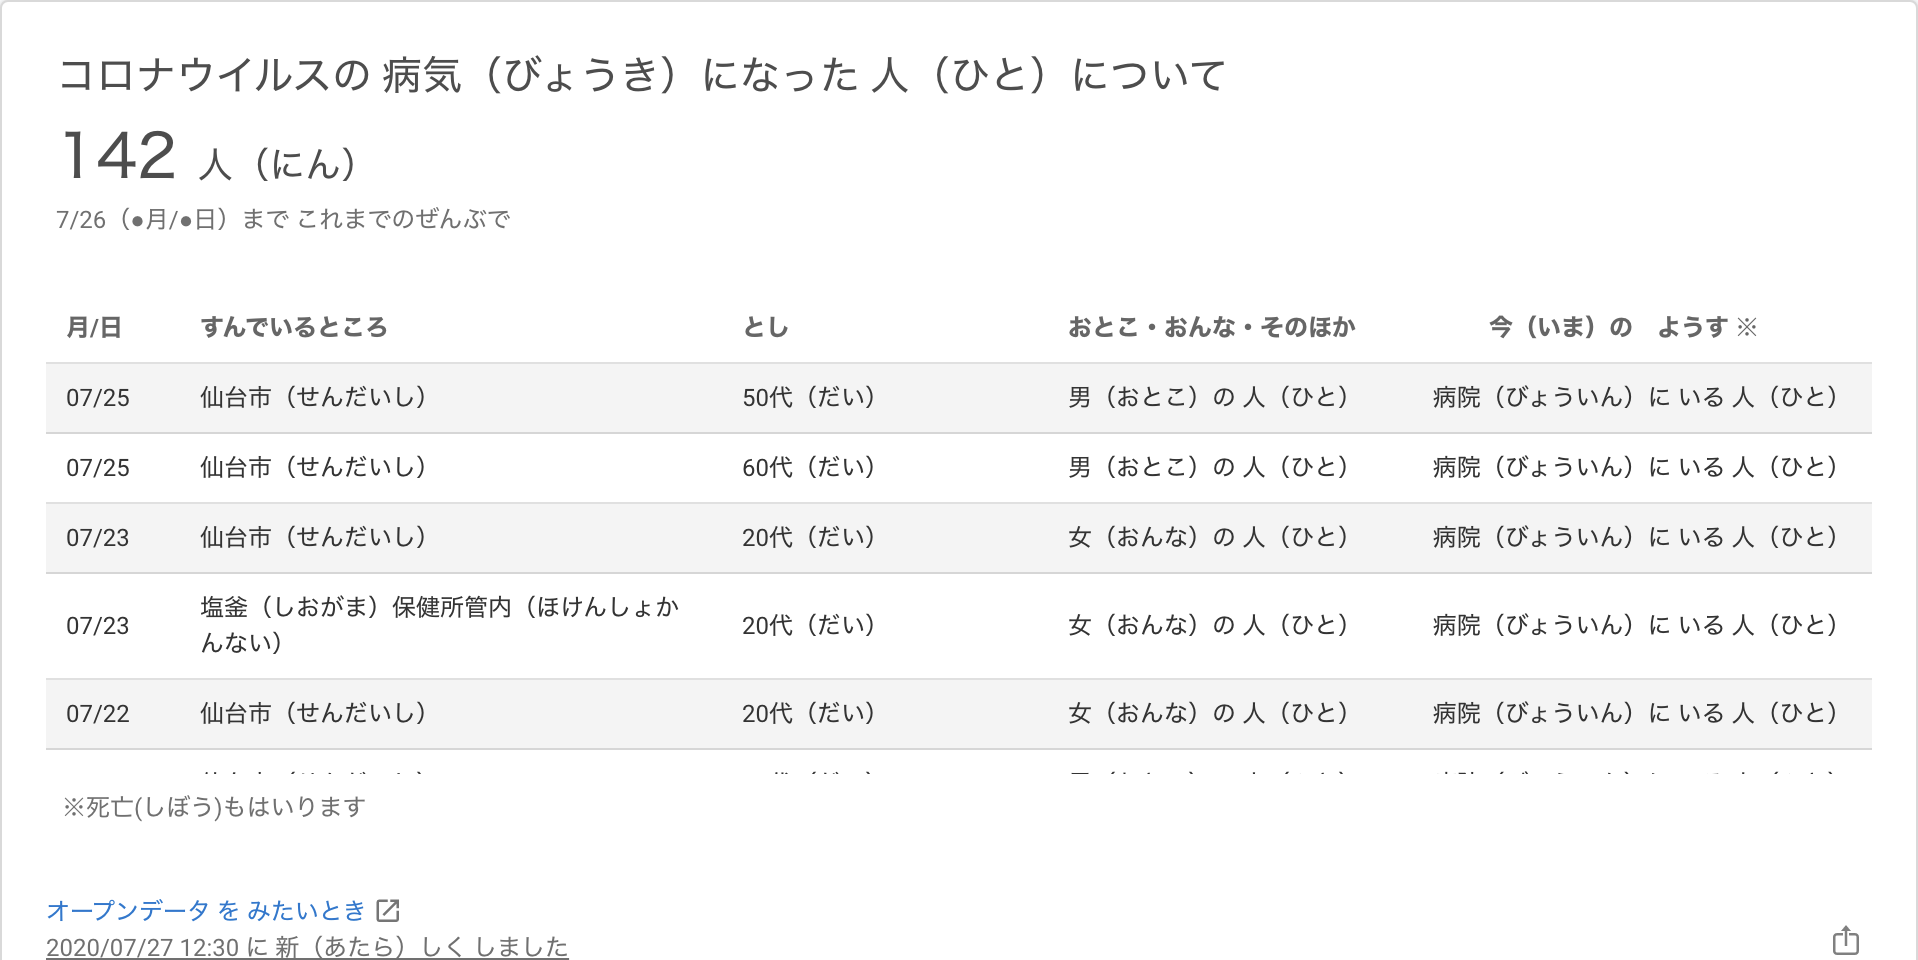 コロナウイルスの 病気（びょうき）になった 人（ひと）について
142 人（にん）
7/26（●月/●日）まで これまでのぜんぶで
月/日 すんでいるところ とし おとこ・おんな・そのほか 今（いま）の　ようす ※
07/25 仙台市（せんだいし） 50代（だい） 男（おとこ）の 人（ひと） 病院（びょういん）に いる 人（ひと）
07/25 仙台市（せんだいし） 60代（だい） 男（おとこ）の 人（ひと） 病院（びょういん）に いる 人（ひと）
07/23 仙台市（せんだいし） 20代（だい） 女（おんな）の 人（ひと） 病院（びょういん）に いる 人（ひと）
07/23 塩釜（しおがま）保健所管内（ほけんしょか
んない） 20代（だい） 女（おんな）の 人（ひと） 病院（びょういん）に いる 人（ひと）
07/22 仙台市（せんだいし） 20代（だい） 女（おんな）の 人（ひと） 病院（びょういん）に いる 人（ひと）
※死亡(しぼう)もはいります
オープンデータ を みたいとき
2020/07/27 12:30 に 新（あたら）しく しました